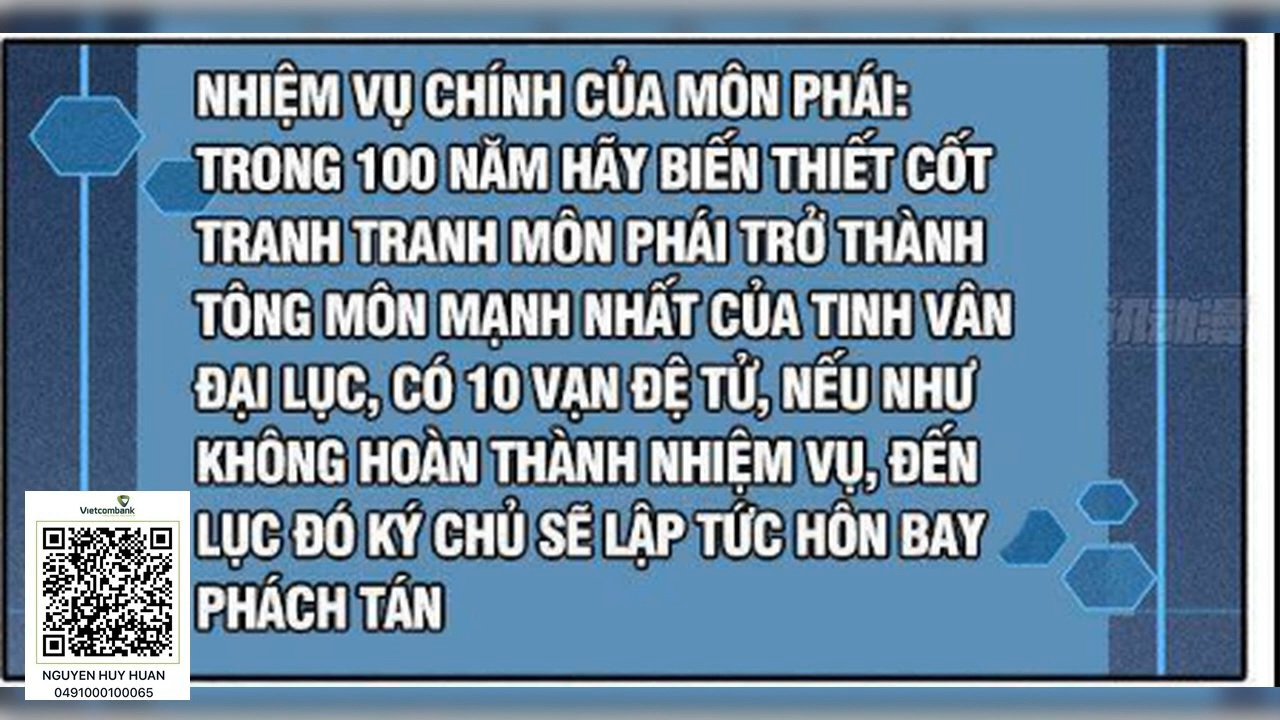 NHIỆM VỤ CHÍNH CỦA MÔN PHÁI:
TRONG 100 NĂM HÃY BIẾN THIẾT CỐT
TRANH TRANH MÔN PHÁI TRỞ THÀNH
TÔNG MÔN MẠNH NHẤT CỦA TINH VÂN
ĐẠI LỤC, CÓ 10 VẠN ĐỆ TỬ, NẾU NHƯ
KHÔNG HOÀN THÀNH NHIỆM VỤ, ĐẾN
LỤC ĐÓ KÝ CHỦ SẼ LẬP TỨC HỒN BAY
PHÁCH TÁN
Vietcombank
NGUYEN HUY HUAN
0491000100065